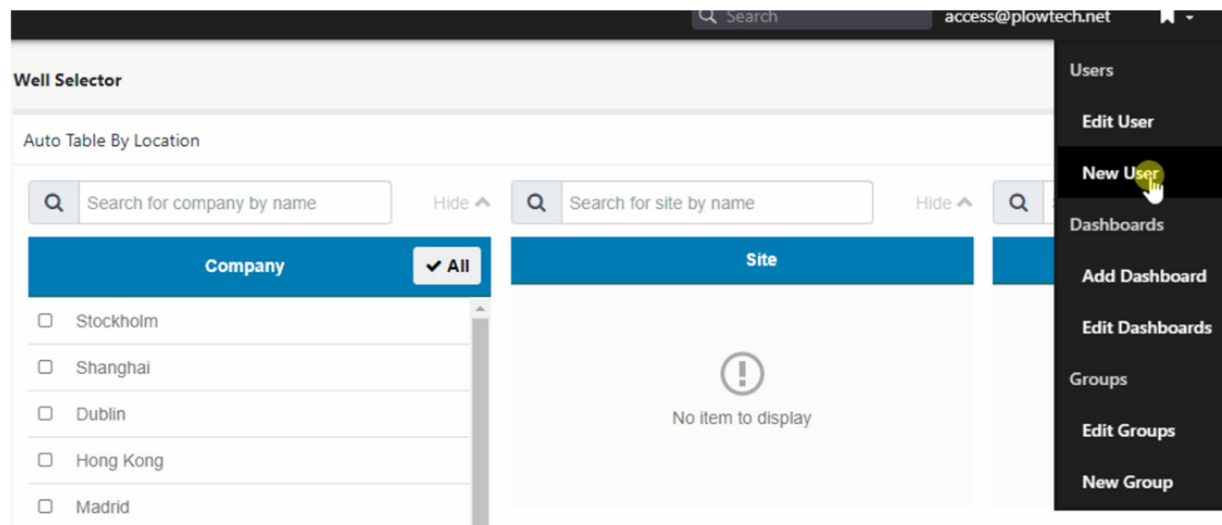 Search
access@plowtech.net
Well Selector
Auto Table By Location
Search for company by name
Hide
Search for site by name
Hide
Company
All
Site
Stockholm
Shanghai
Dublin
Hong Kong
Madrid
No item to display
Users
Edit User
New User
Dashboards
Add Dashboard
Edit Dashboards
Groups
Edit Groups
New Group